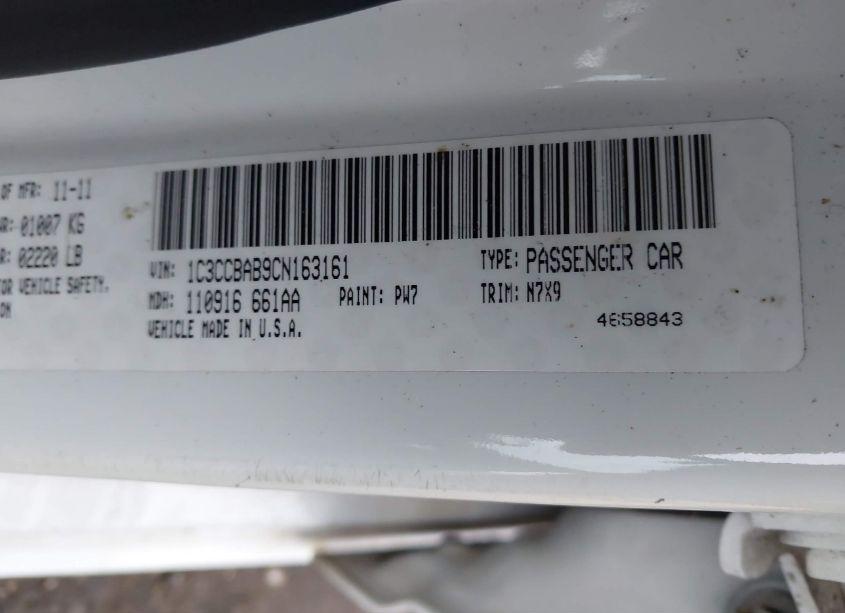 OF MFR: 11-11
R: 01007 KG
R: 02220 LB
OR VEHICLE SAFETY.
ON
VIN: 1C3CCBAB9CN163161
TYPE: PASSENGER CAR
MDH: 110916 661AA
PAINT: PW7
TRIM: N7X9
VEHICLE MADE IN U.S.A.
4658843